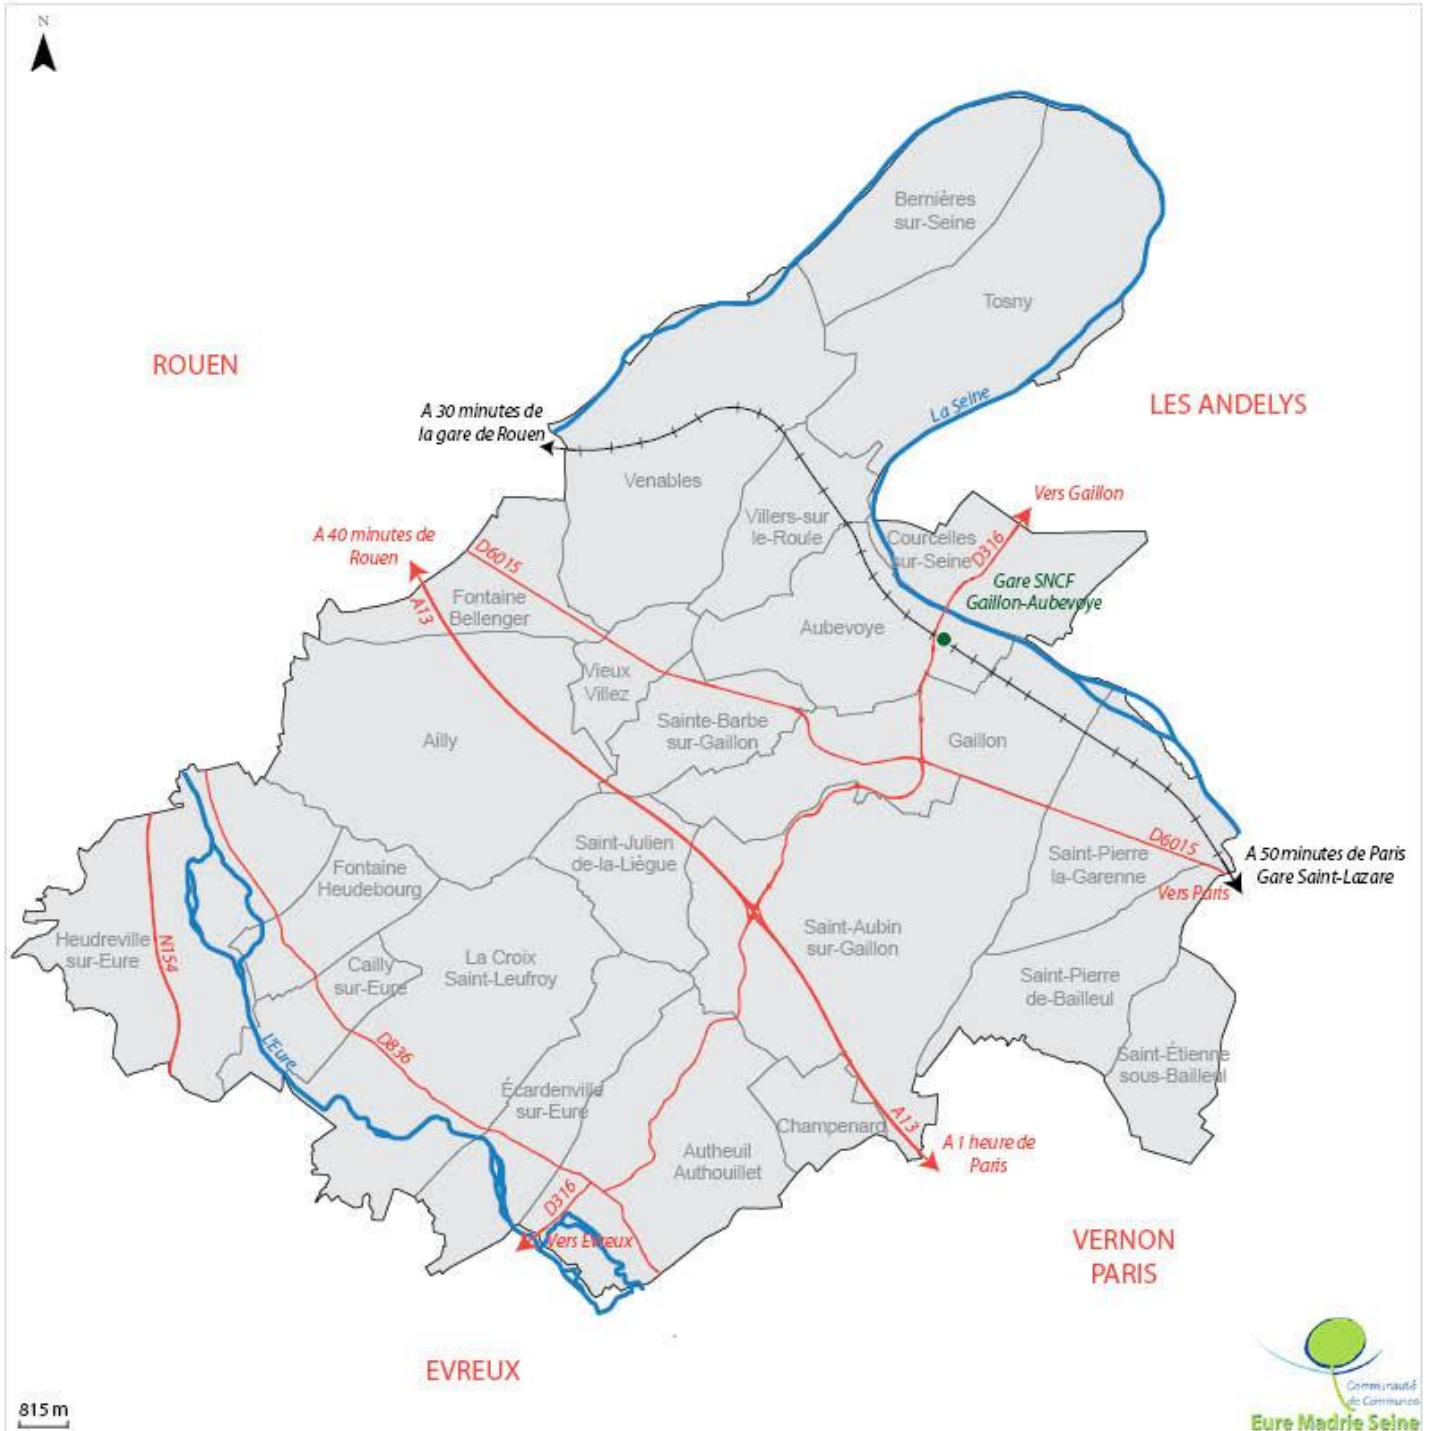 N
Bernières
sur-Seine
Tosny
ROUEN
LES ANDELYS
La Seine
A 30 minutes de
la gare de Rouen
Venables
Vers Gaillon
Villers-sur
le-Roule
A 40 minutes de
Rouen
D6015
Courcelles
sur-Seine
D316
Gare SNCF
Gaillon-Aubevoye
A13
Fontaine
Bellenger
Aubevoye
Vieux
Villez
Sainte-Barbe
sur-Gaillon
Ailly
Gaillon
Saint-Julien
de-la-Liègue
D6015
A 50 minutes de Paris
Gare Saint-Lazare
Saint-Pierre
la-Garenne
Vers Paris
Fontaine
Heudebourg
Heudreville
sur-Eure
N154
Saint-Aubin
sur-Gaillon
La Croix
Saint-Leufroy
Cailly
sur-Eure
Saint-Pierre
de-Bailleul
L'Eure
D836
Saint-Étienne
sous-Bailleul
Écardenville
sur-Eure
Champenard
A13
A 1 heure de
Paris
Autheuil
Authouillet
D316
Vers Evreux
VERNON
PARIS
EVREUX
815 m
Communauté
de Communes
Eure Madrie Seine